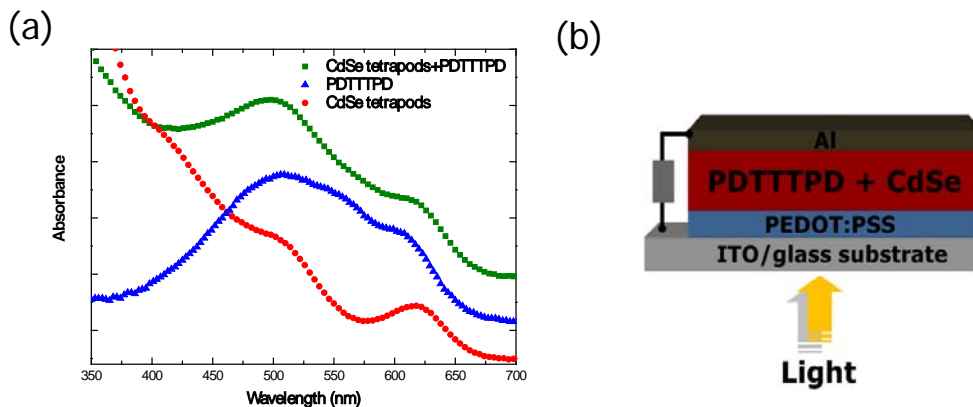 (a)
CdSe tetrapods+PDTTTPD
PDTTTPD
CdSe tetrapods
Absorbance
350 400 450 500 550 600 650 700
Wavelength (nm)
(b)
Al
PDTTTPD + CdSe
PEDOT:PSS
ITO/glass substrate
Light